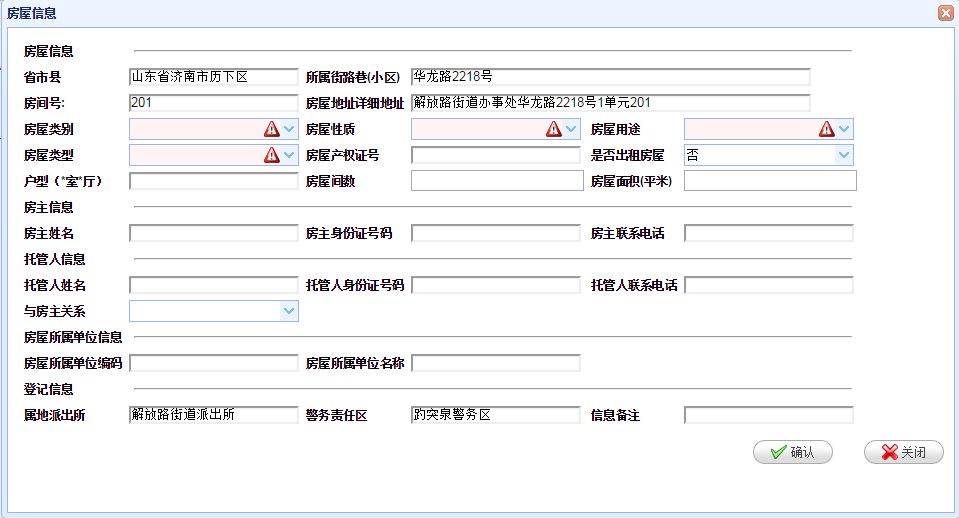 房屋信息
房屋信息
省市县 山东省济南市历下区 所属街路巷(小区) 华龙路2218号
房间号: 201 房屋地址详细地址 解放路街道办事处华龙路2218号1单元201
房屋类别 房屋性质 房屋用途
房屋类型 房屋产权证号 是否出租房屋 否
户型（*室*厅） 房屋间数 房屋面积(平米)
房主信息
房主姓名 房主身份证号码 房主联系电话
托管人信息
托管人姓名 托管人身份证号码 托管人联系电话
与房主关系
房屋所属单位信息
房屋所属单位编码 房屋所属单位名称
登记信息
属地派出所 解放路街道派出所 警务责任区 趵突泉警务区 信息备注
确认 关闭